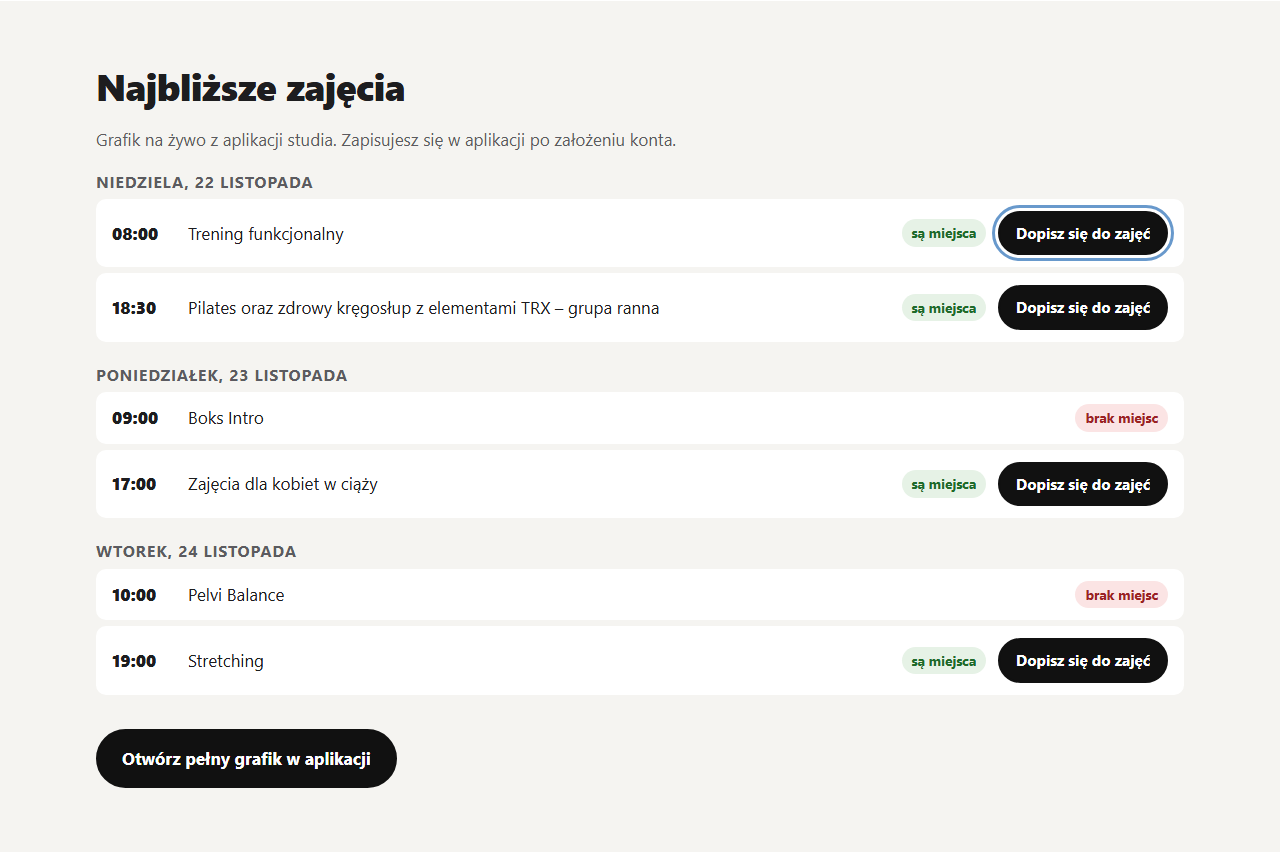 Najbliższe zajęcia
Grafik na żywo z aplikacji studia. Zapisujesz się w aplikacji po założeniu konta.
NIEDZIELA, 22 LISTOPADA
08:00 Trening funkcjonalny są miejsca Dopisz się do zajęć
18:30 Pilates oraz zdrowy kręgosłup z elementami TRX – grupa ranna są miejsca Dopisz się do zajęć
PONIEDZIAŁEK, 23 LISTOPADA
09:00 Boks Intro brak miejsc
17:00 Zajęcia dla kobiet w ciąży są miejsca Dopisz się do zajęć
WTOREK, 24 LISTOPADA
10:00 Pelvi Balance brak miejsc
19:00 Stretching są miejsca Dopisz się do zajęć
Otwórz pełny grafik w aplikacji